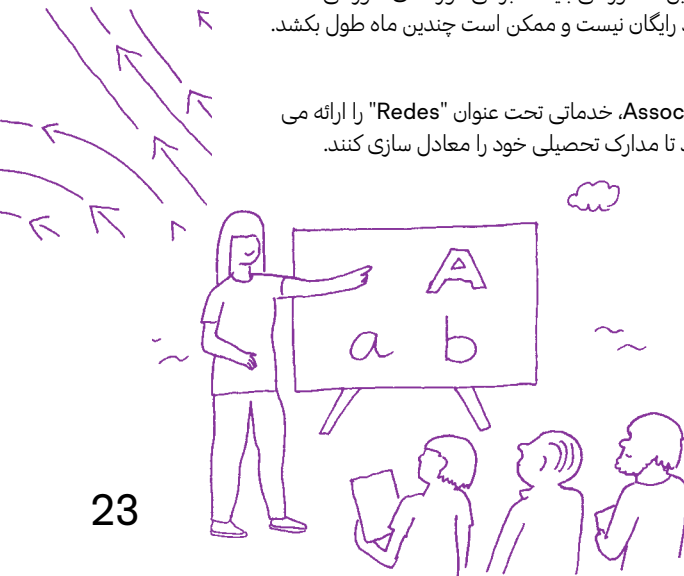 رایگان نیست و ممکن است چندین ماه طول بکشد.
Assoc، خدماتی تحت عنوان "Redes" را ارائه می
تا مدارک تحصیلی خود را معادل سازی کنند.
A
a b
23